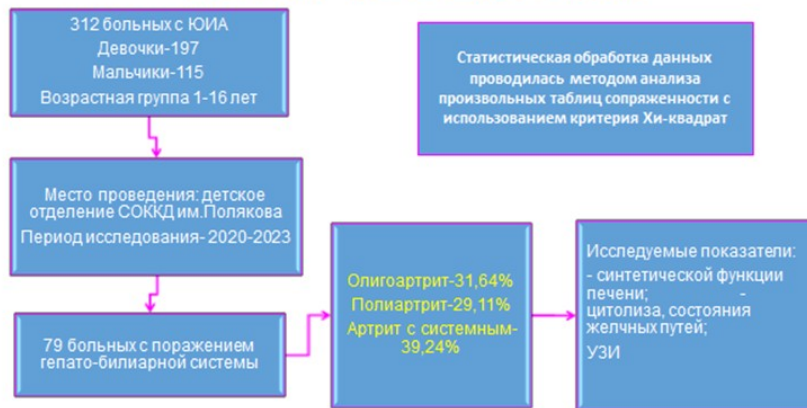 312 больных с ЮИА
Девочки-197
Мальчики-115
Возрастная группа 1-16 лет
Статистическая обработка данных
проводилась методом анализа
произвольных таблиц сопряженности с
использованием критерия Хи-квадрат
Место проведения: детское
отделение СОККД им.Полякова
Период исследования- 2020-2023
79 больных с поражением
гепато-билиарной системы
Олигоартрит-31,64%
Полиартрит-29,11%
Артрит с системным-
39,24%
Исследуемые показатели:
- синтетической функции
печени; -
цитолиза, состояния
желчных путей;
УЗИ